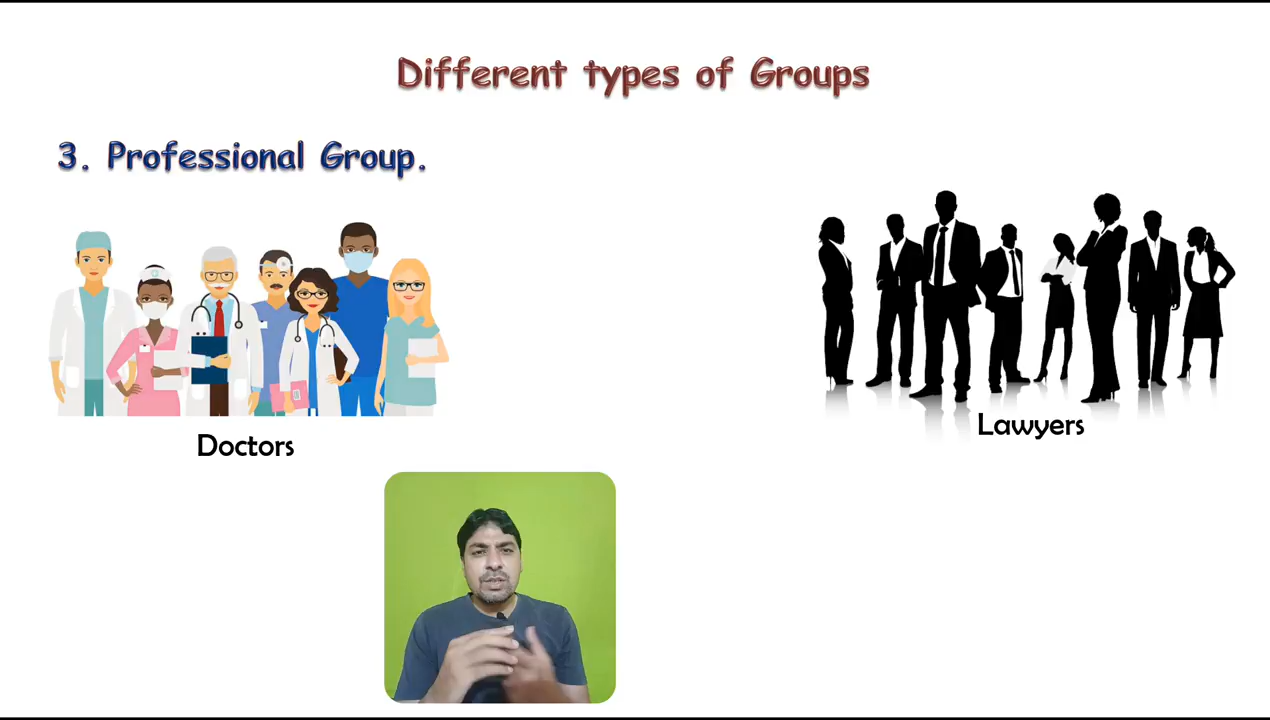 Different types of Groups
3. Professional Group.
Doctors
Lawyers